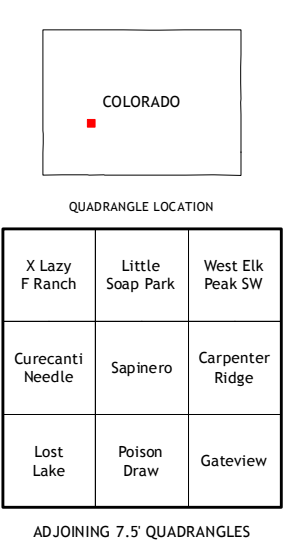 COLORADO
QUADRANGLE LOCATION
X Lazy
F Ranch
Little
Soap Park
West Elk
Peak SW
Curecanti
Needle
Sapinero
Carpenter
Ridge
Lost
Lake
Poison
Draw
Gateview
ADJOINING 7.5' QUADRANGLES